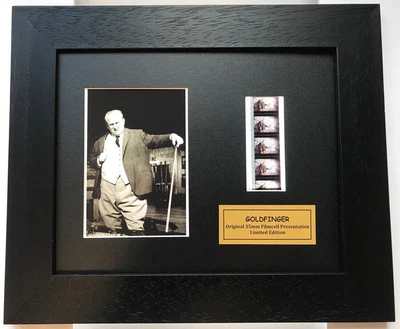 GOLDFINGER
Original 35mm Filmcell Presentation
Limited Edition